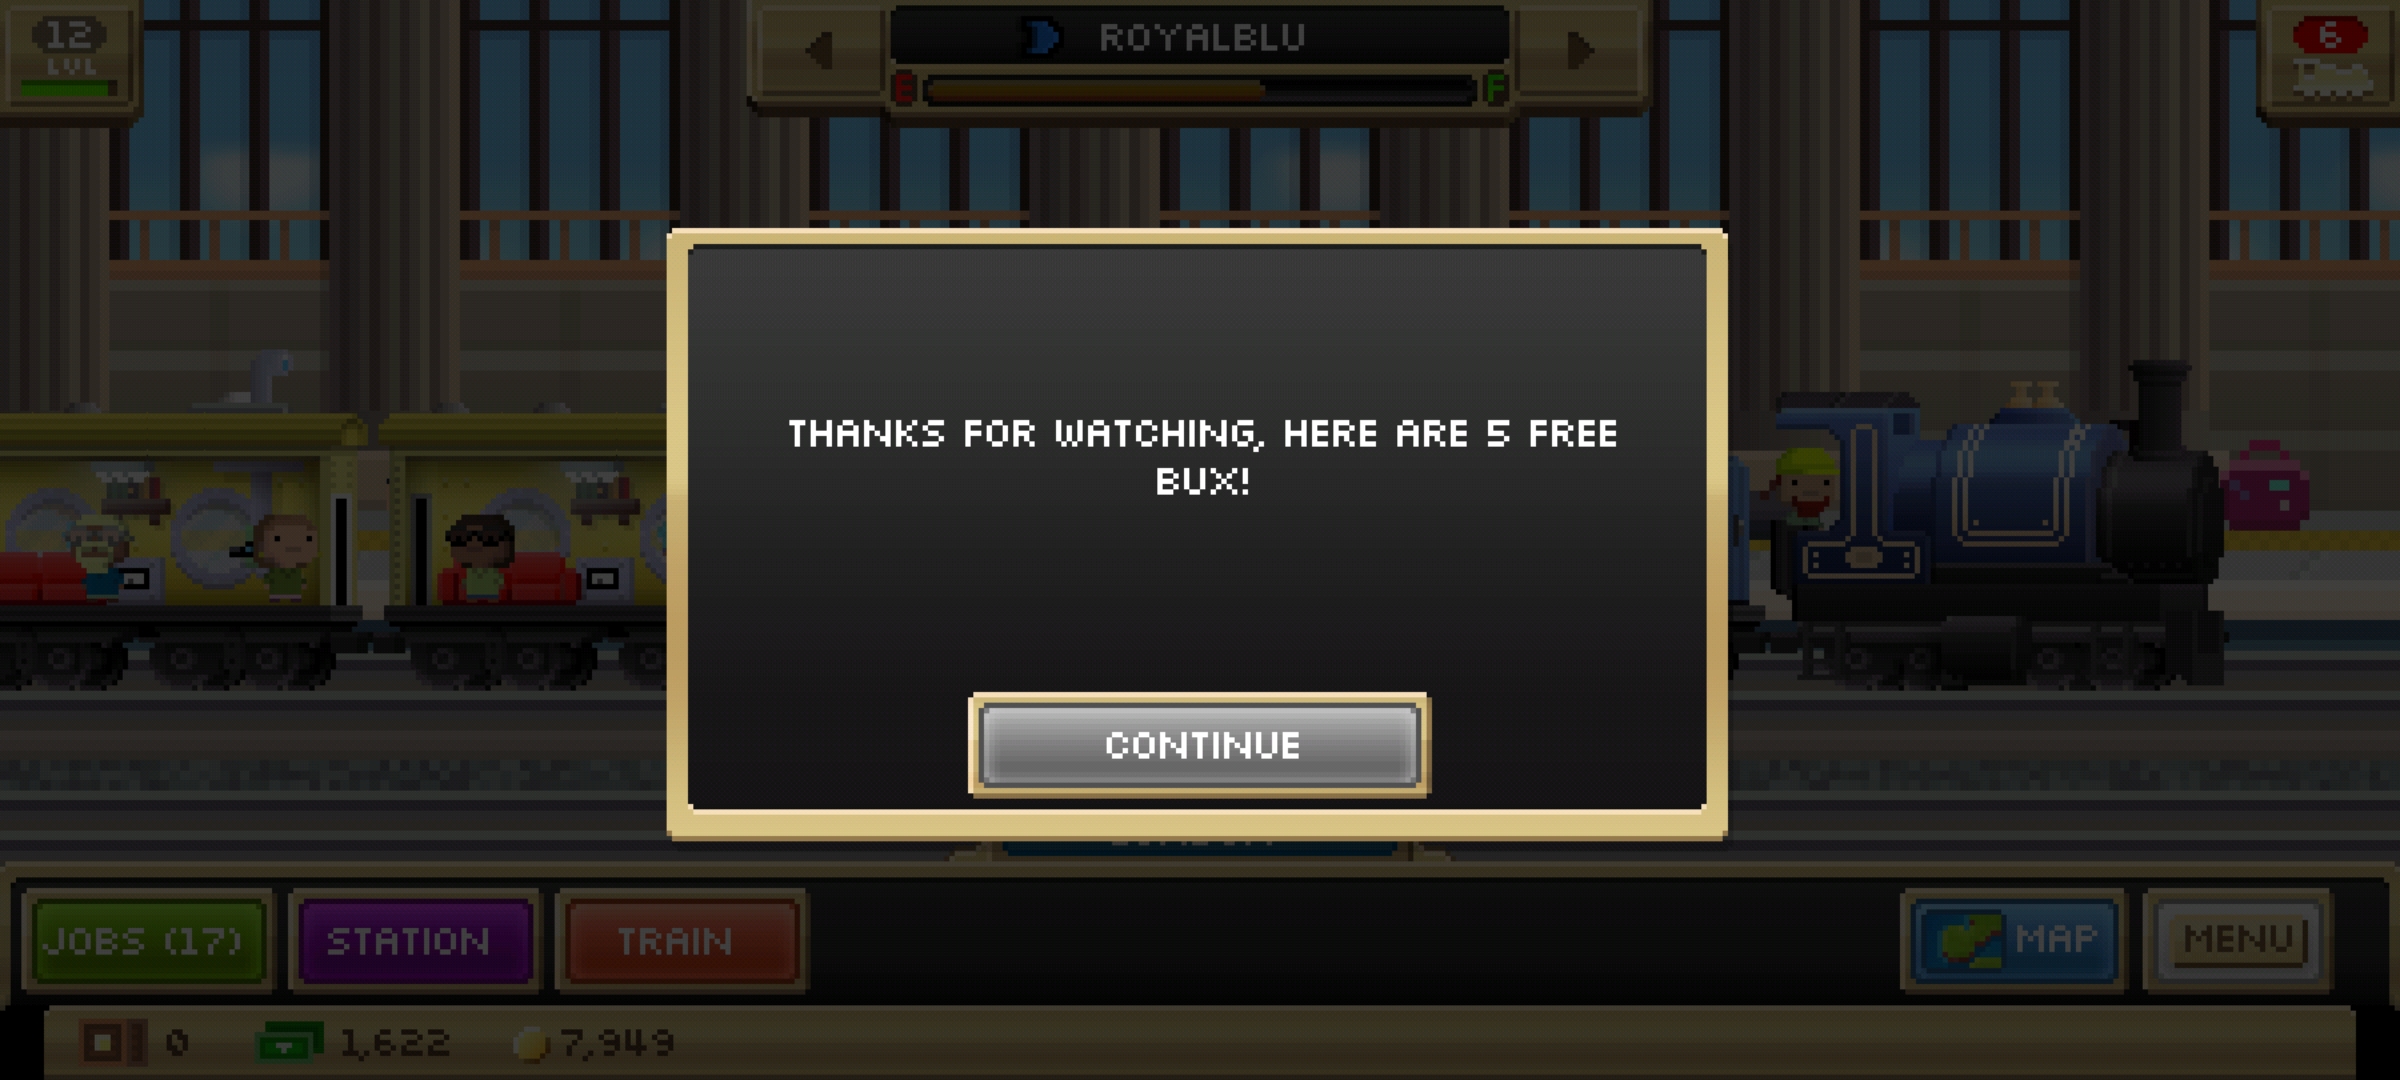 12
LVL
ROYALBLU
E F
6
THANKS FOR WATCHING, HERE ARE 5 FREE
BUX!
CONTINUE
JOBS (17) STATION TRAIN MAP MENU
0 1,622 7,949